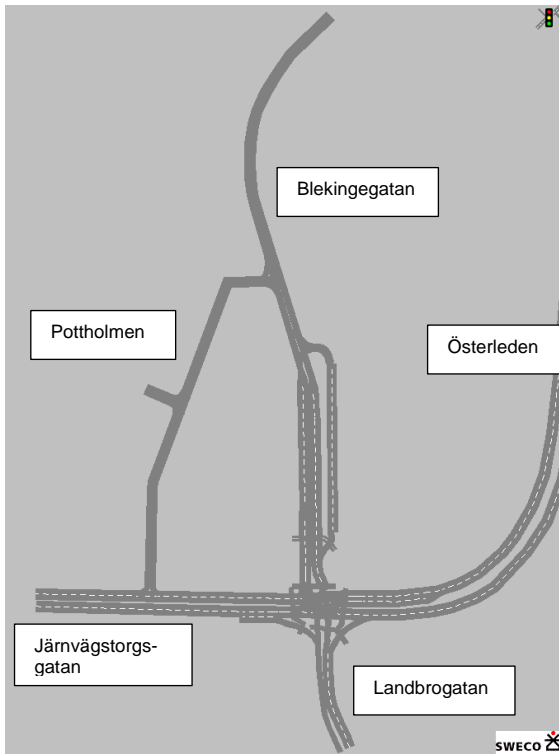 Blekingegatan
Pottholmen
Österleden
Järnvägstorgs-
gatan
Landbrogatan
SWECO